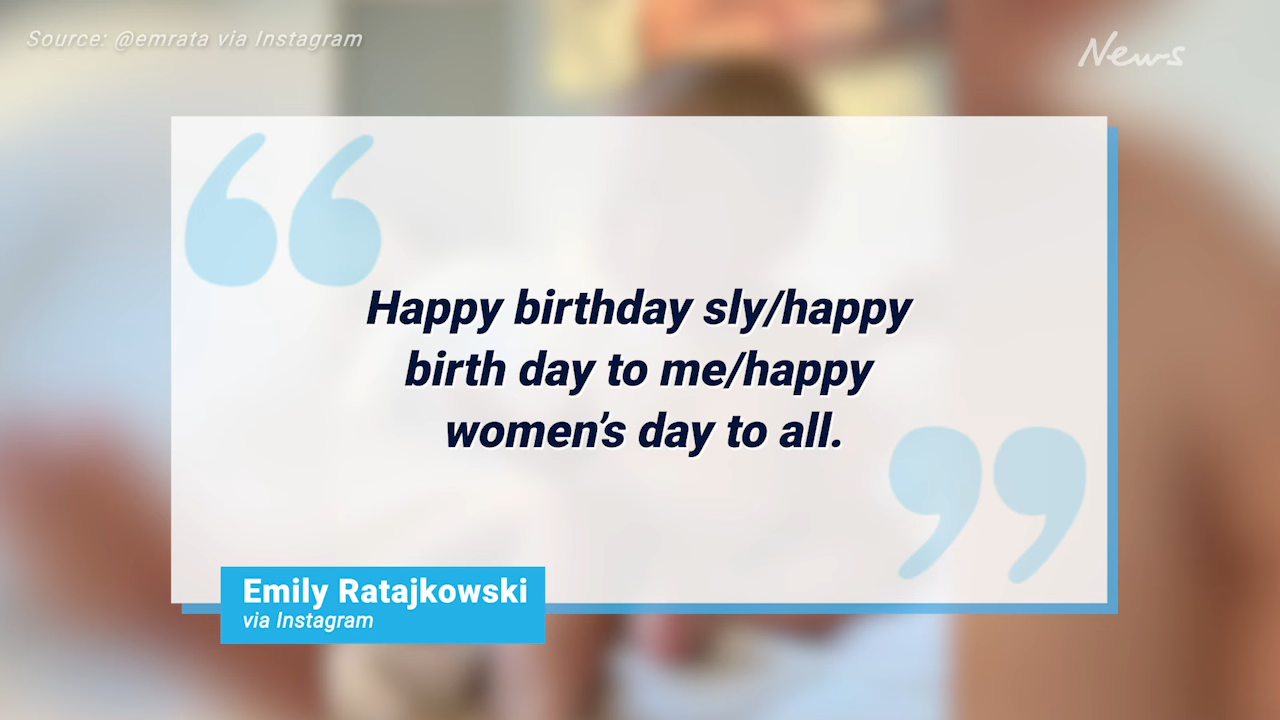 Source: @emrata via Instagram
News
Happy birthday sly/happy
birth day to me/happy
women's day to all.
Emily Ratajkowski
via Instagram